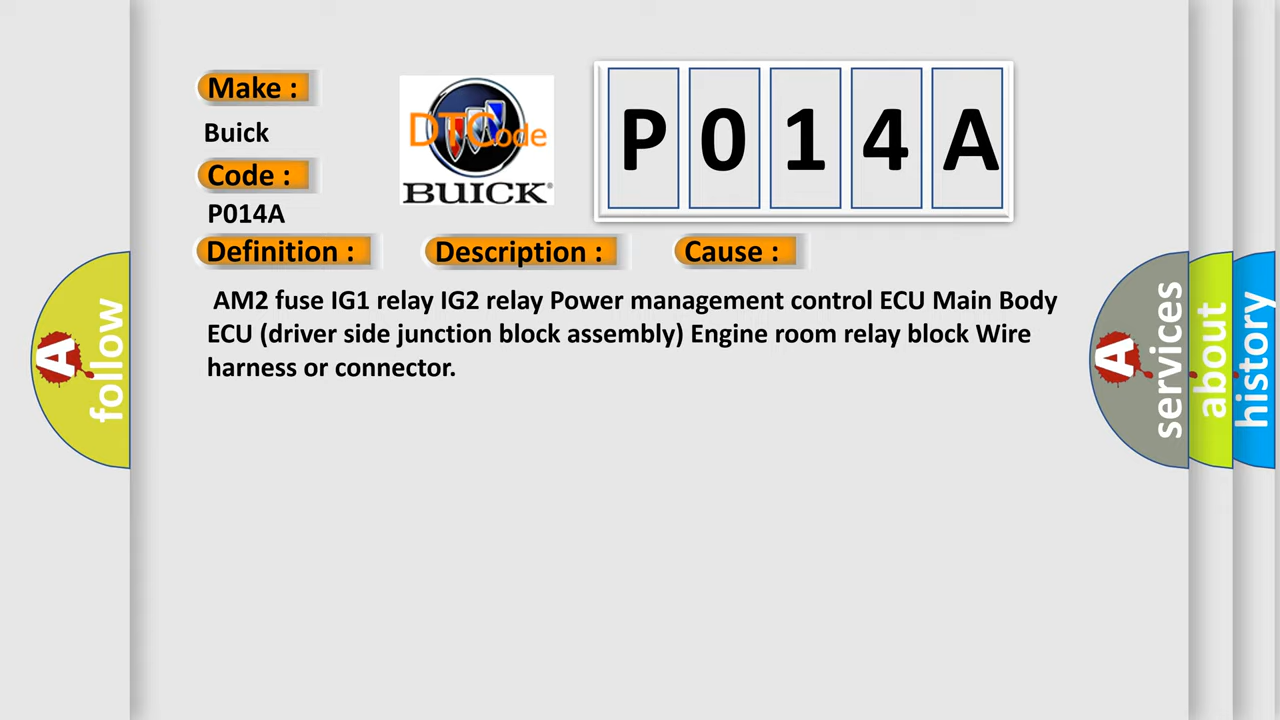 Make :
Buick
Code :
P014A
DTCode
BUICK
P 0 1 4 A
Definition :
Description :
Cause :
AM2 fuse IG1 relay IG2 relay Power management control ECU Main Body
ECU (driver side junction block assembly) Engine room relay block Wire
harness or connector.
A
follow
A
services
about
history